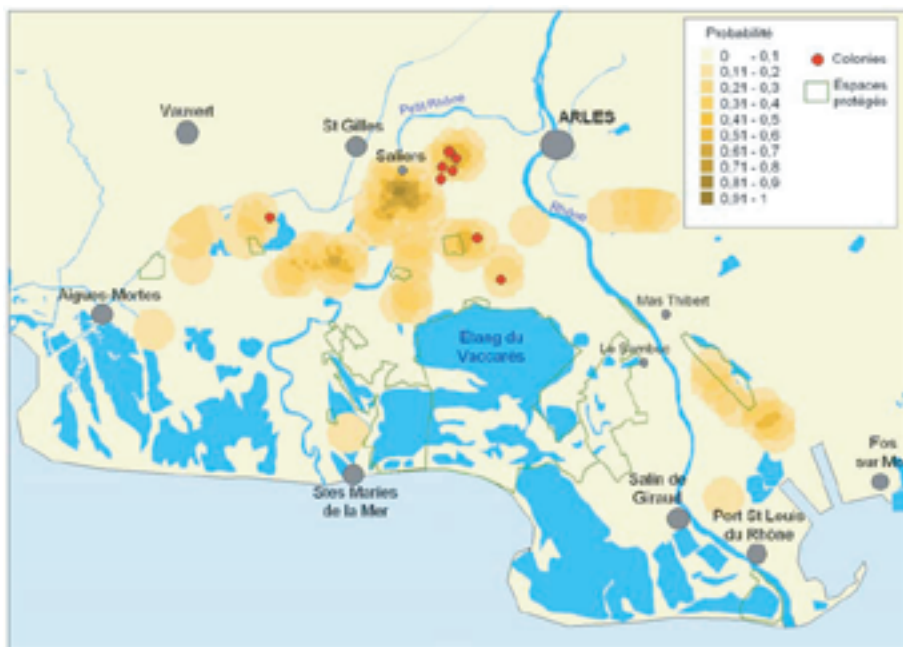 Probabilité
0 - 0,1
0,11 - 0,2
0,21 - 0,3
0,31 - 0,4
0,41 - 0,5
0,51 - 0,6
0,61 - 0,7
0,71 - 0,8
0,81 - 0,9
0,91 - 1
Colonies
Espaces
protégés
Vauvert
St Gilles
Petit Rhône
ARLES
Saliers
Rhône
Aigues-Mortes
Mas Thibert
Etang du
Vaccarès
Le Sambuc
Fos
sur M
Stes Maries
de la Mer
Salin de
Giraud
Port St Louis
du Rhône